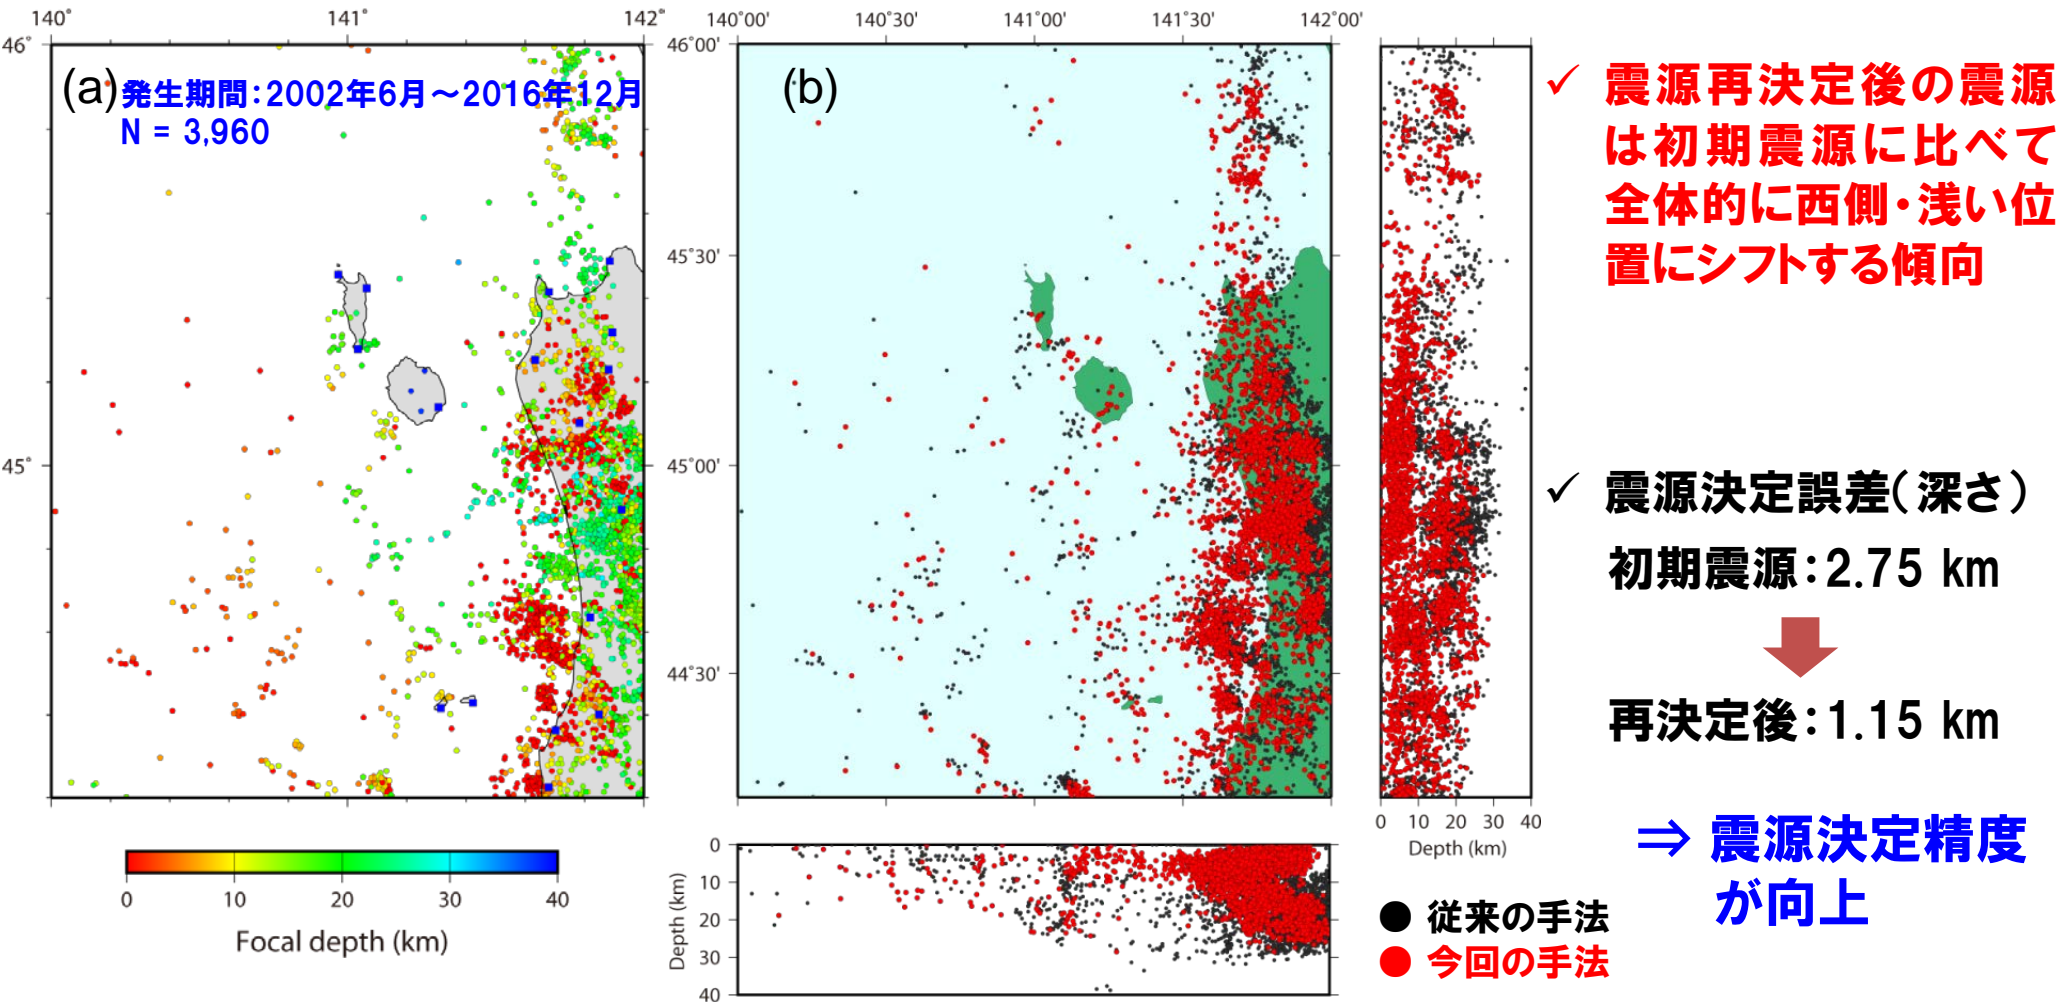 140°
141°
142°
46°
45°
(a)
発生期間：2002年6月～2016年12月
N = 3,960
0
10
20
30
40
Focal depth (km)
140°00'
140°30'
141°00'
141°30'
142°00'
46°00'
45°30'
45°00'
44°30'
(b)
0
10
20
30
40
Depth (km)
0
10
20
30
40
Depth (km)
● 従来の手法
● 今回の手法
✓ 震源再決定後の震源
は初期震源に比べて
全体的に西側・浅い位
置にシフトする傾向
✓ 震源決定誤差（深さ）
初期震源：2.75 km
再決定後：1.15 km
⇒ 震源決定精度
が向上